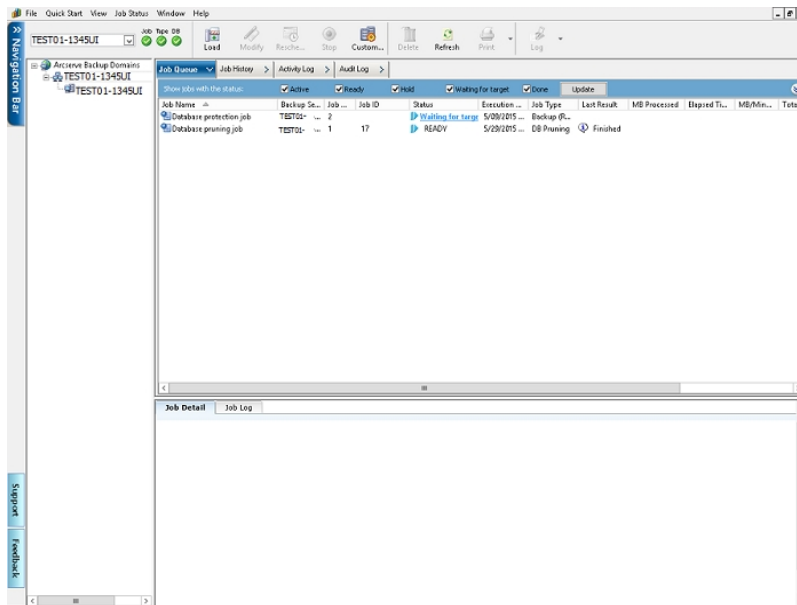 File Quick Start View Job Status Window Help
TEST01-1345UI
Job Type DB
Load Modify Resche... Stop Custom... Delete Refresh Print Log
Navigation Bar
Arcserve Backup Domains
TEST01-1345UI
TEST01-1345UI
Job Queue Job History Activity Log Audit Log
Show jobs with the status: Active Ready Hold Waiting for target Done Update
Job Name Backup Se... Job ... Job ID Status Execution ... Job Type Last Result MB Processed Elapsed Ti... MB/Min... Tota
Database protection job TEST01- ... 2 Waiting for targe 5/09/2015 ... Backup (R...
Database pruning job TEST01- ... 1 17 READY 5/29/2015 ... DB Pruning Finished
Job Detail Job Log
Support
Feedback